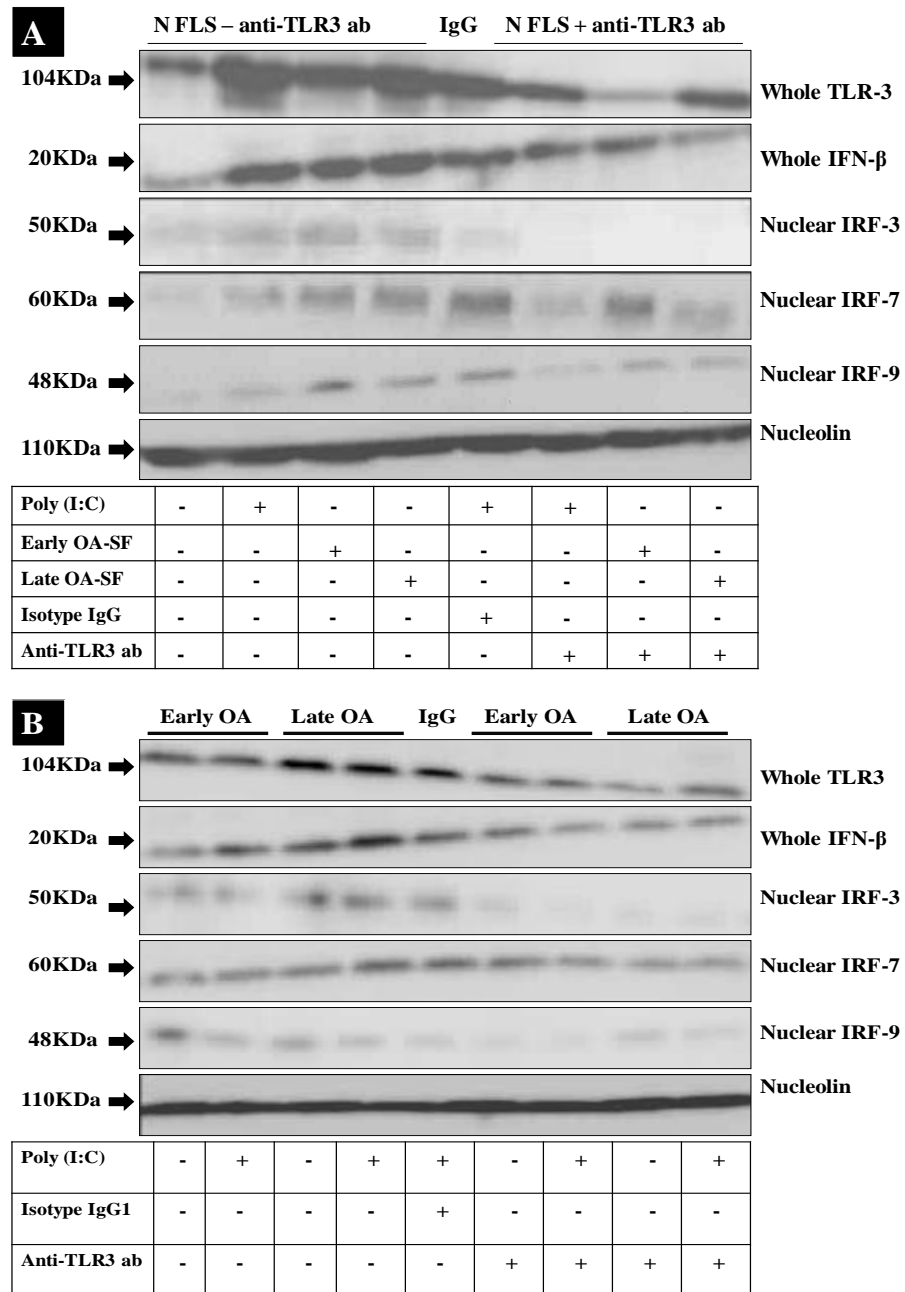 A
N FLS – anti-TLR3 ab IgG N FLS + anti-TLR3 ab
104KDa Whole TLR-3
20KDa Whole IFN-β
50KDa Nuclear IRF-3
60KDa Nuclear IRF-7
48KDa Nuclear IRF-9
110KDa Nucleolin
Poly (I:C) - + - - + + - -
Early OA-SF - - + - - - + -
Late OA-SF - - - + - - - +
Isotype IgG - - - - + - - -
Anti-TLR3 ab - - - - - + + +
B
Early OA Late OA IgG Early OA Late OA
104KDa Whole TLR3
20KDa Whole IFN-β
50KDa Nuclear IRF-3
60KDa Nuclear IRF-7
48KDa Nuclear IRF-9
110KDa Nucleolin
Poly (I:C) - + - + + - + - +
Isotype IgG1 - - - - + - - - -
Anti-TLR3 ab - - - - - + + + +